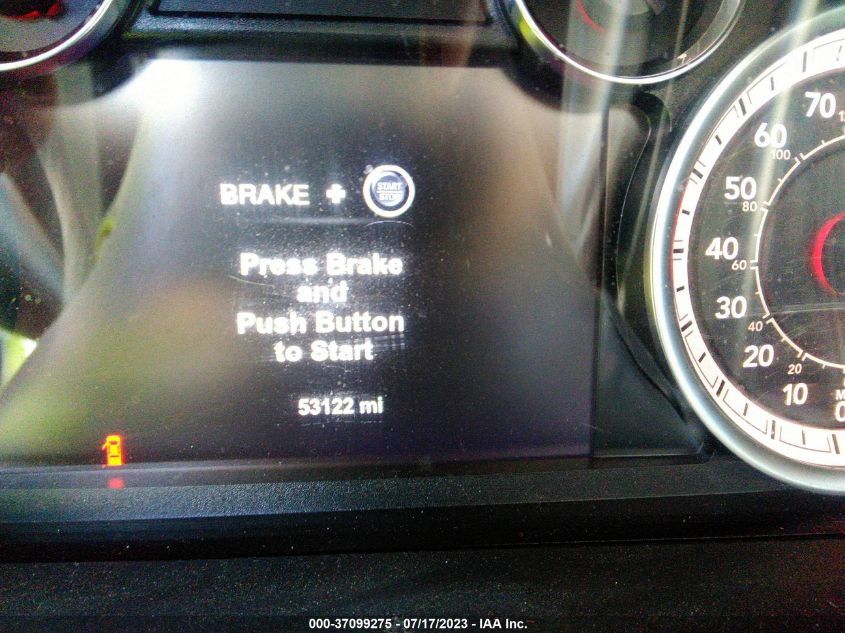 BRAKE + START STOP
Press Brake
and
Push Button
to Start
53122 mi
70
60
100
50
80
40
60
30
40
20
20
10
0
000-37099275 - 07/17/2023 - IAA Inc.